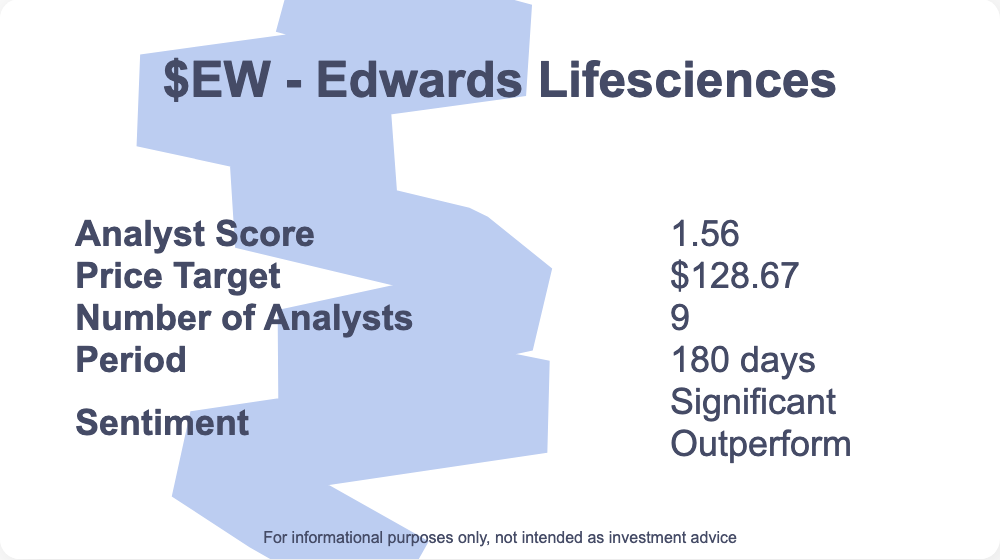 $EW - Edwards Lifesciences
Analyst Score 1.56
Price Target $128.67
Number of Analysts 9
Period 180 days
Sentiment Significant
Outperform
For informational purposes only, not intended as investment advice